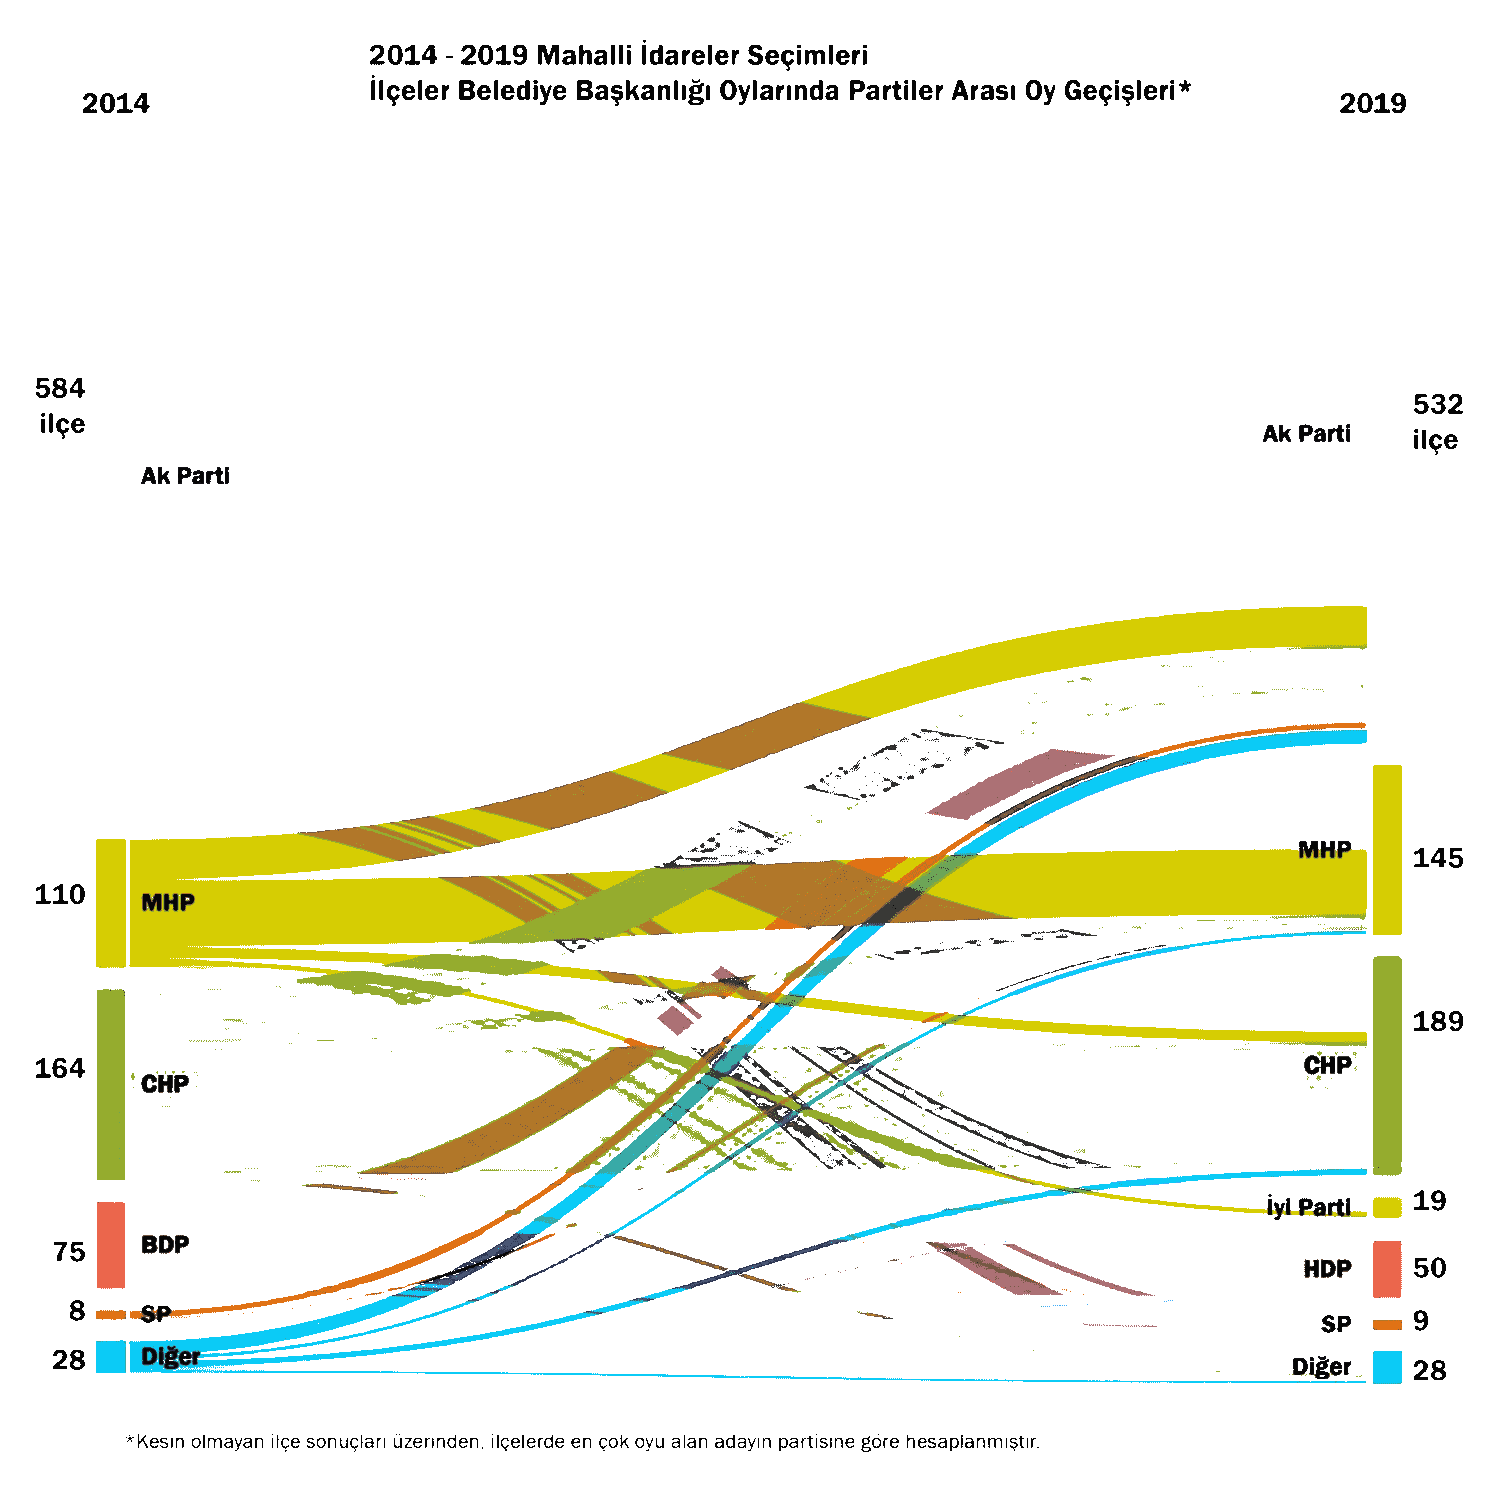 2014 - 2019 Mahalli İdareler Seçimleri
İlçeler Belediye Başkanlığı Oylarında Partiler Arası Oy Geçişleri*
2014
2019
584
ilçe
Ak Parti
110
MHP
164
CHP
75
BDP
8
SP
28
Diğer
532
ilçe
Ak Parti
MHP
145
189
CHP
İyi Parti
19
HDP
50
SP
9
Diğer
28
*Kesin olmayan ilçe sonuçları üzerinden, ilçelerde en çok oyu alan adayın partisine göre hesaplanmıştır.